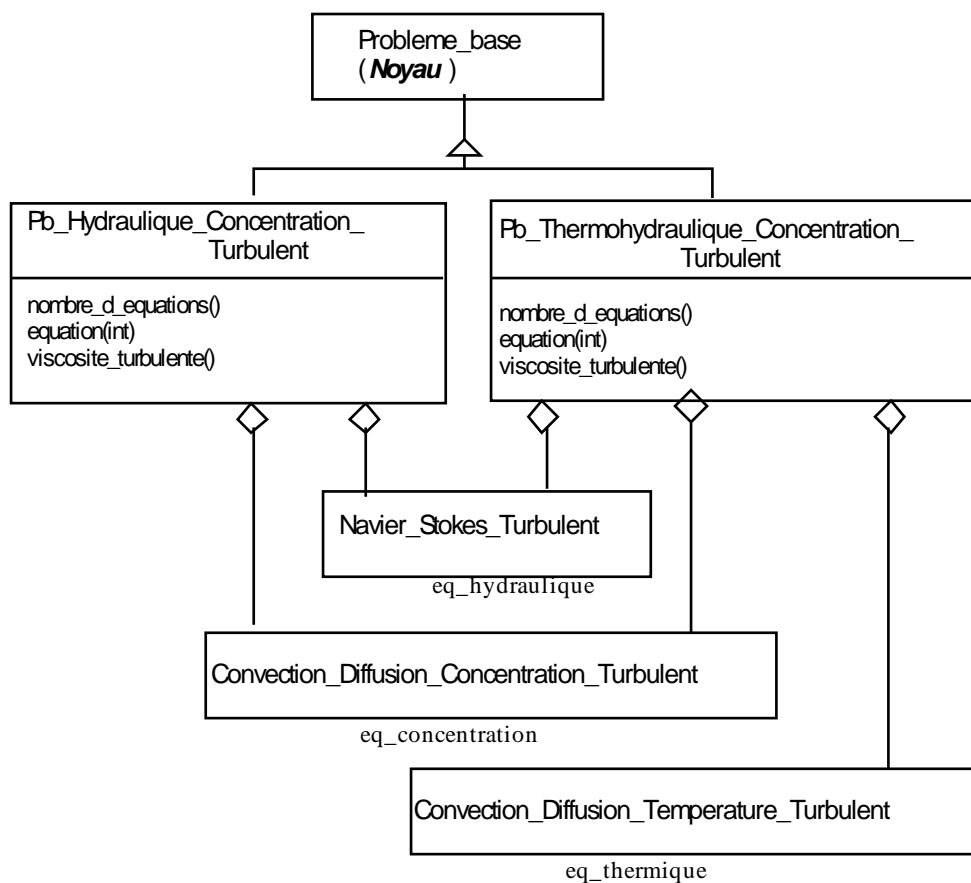 Probleme_base
(Noyau)
Pb_Hydraulique_Concentration_
Turbulent
nombre_d_equations()
equation(int)
viscosite_turbulente()
Pb_Thermohydraulique_Concentration_
Turbulent
nombre_d_equations()
equation(int)
viscosite_turbulente()
Navier_Stokes_Turbulent
eq_hydraulique
Convection_Diffusion_Concentration_Turbulent
eq_concentration
Convection_Diffusion_Temperature_Turbulent
eq_thermique